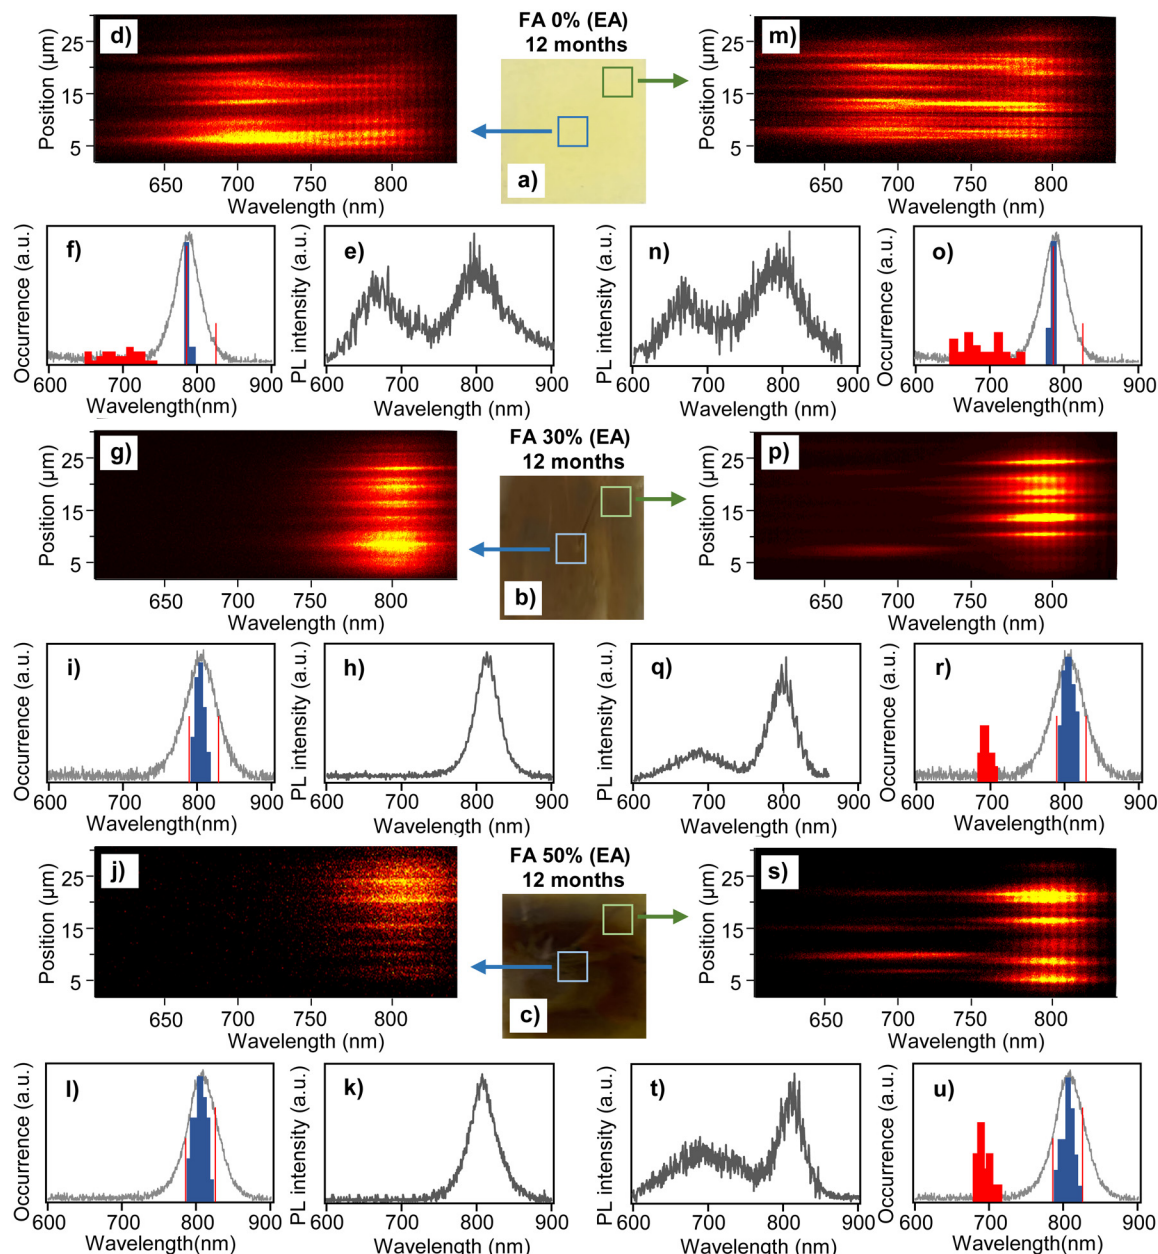 d)
Position (µm)
25
15
5
650
700
750
800
Wavelength (nm)
FA 0% (EA)
12 months
a)
m)
Position (µm)
25
15
5
650
700
750
800
Wavelength (nm)
f)
Occurrence (a.u.)
600
700
800
900
Wavelength(nm)
e)
PL intensity (a.u.)
600
700
800
900
Wavelength (nm)
n)
PL intensity (a.u.)
600
700
800
900
Wavelength (nm)
o)
Occurrence (a.u.)
600
700
800
900
Wavelength(nm)
g)
Position (µm)
25
15
5
650
700
750
800
Wavelength (nm)
FA 30% (EA)
12 months
b)
p)
Position (µm)
25
15
5
650
700
750
800
Wavelength (nm)
i)
Occurrence (a.u.)
600
700
800
900
Wavelength(nm)
h)
PL intensity (a.u.)
600
700
800
900
Wavelength (nm)
q)
PL intensity (a.u.)
600
700
800
900
Wavelength (nm)
r)
Occurrence (a.u.)
600
700
800
900
Wavelength(nm)
j)
Position (µm)
25
15
5
650
700
750
800
Wavelength (nm)
FA 50% (EA)
12 months
c)
s)
Position (µm)
25
15
5
650
700
750
800
Wavelength (nm)
l)
Occurrence (a.u.)
600
700
800
900
Wavelength(nm)
k)
PL intensity (a.u.)
600
700
800
900
Wavelength (nm)
t)
PL intensity (a.u.)
600
700
800
900
Wavelength (nm)
u)
Occurrence (a.u.)
600
700
800
900
Wavelength(nm)